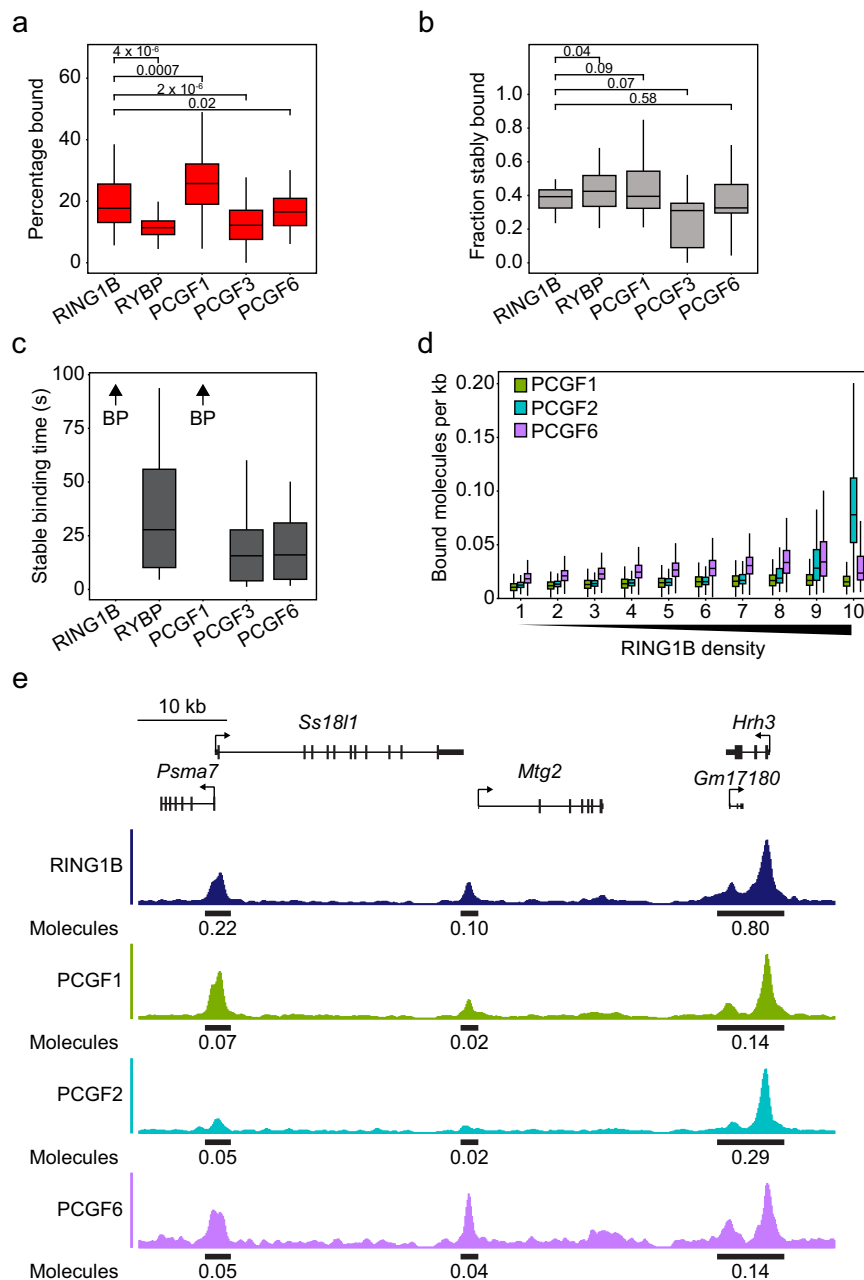 a
4 x 10⁻⁶
0.0007
2 x 10⁻⁶
0.02
Percentage bound
60
40
20
0
RING1B
RYBP
PCGF1
PCGF3
PCGF6
b
0.04
0.09
0.07
0.58
Fraction stably bound
1.0
0.8
0.6
0.4
0.2
0.0
RING1B
RYBP
PCGF1
PCGF3
PCGF6
c
Stable binding time (s)
100
75
50
25
0
BP
BP
RING1B
RYBP
PCGF1
PCGF3
PCGF6
d
Bound molecules per kb
0.20
0.15
0.10
0.05
0
PCGF1
PCGF2
PCGF6
1 2 3 4 5 6 7 8 9 10
RING1B density
e
10 kb
Ss18l1
Hrh3
Psma7
Mtg2
Gm17180
RING1B
Molecules 0.22 0.10 0.80
PCGF1
Molecules 0.07 0.02 0.14
PCGF2
Molecules 0.05 0.02 0.29
PCGF6
Molecules 0.05 0.04 0.14